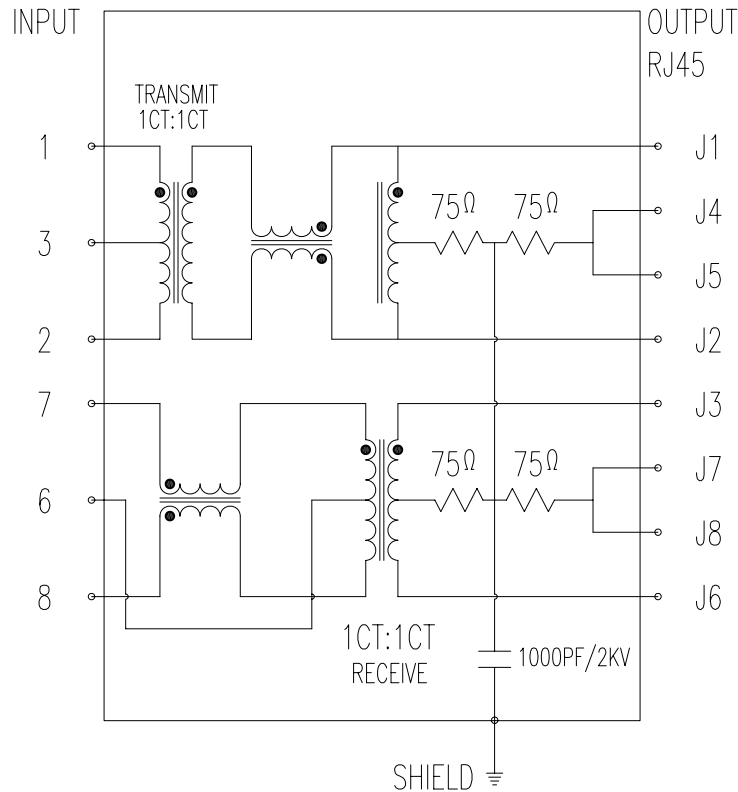 INPUT
OUTPUT
RJ45
TRANSMIT
1CT:1CT
1
J1
75Ω
75Ω
J4
3
J5
2
J2
7
J3
75Ω
75Ω
J7
6
J8
8
J6
1CT:1CT
RECEIVE
1000PF/2KV
SHIELD